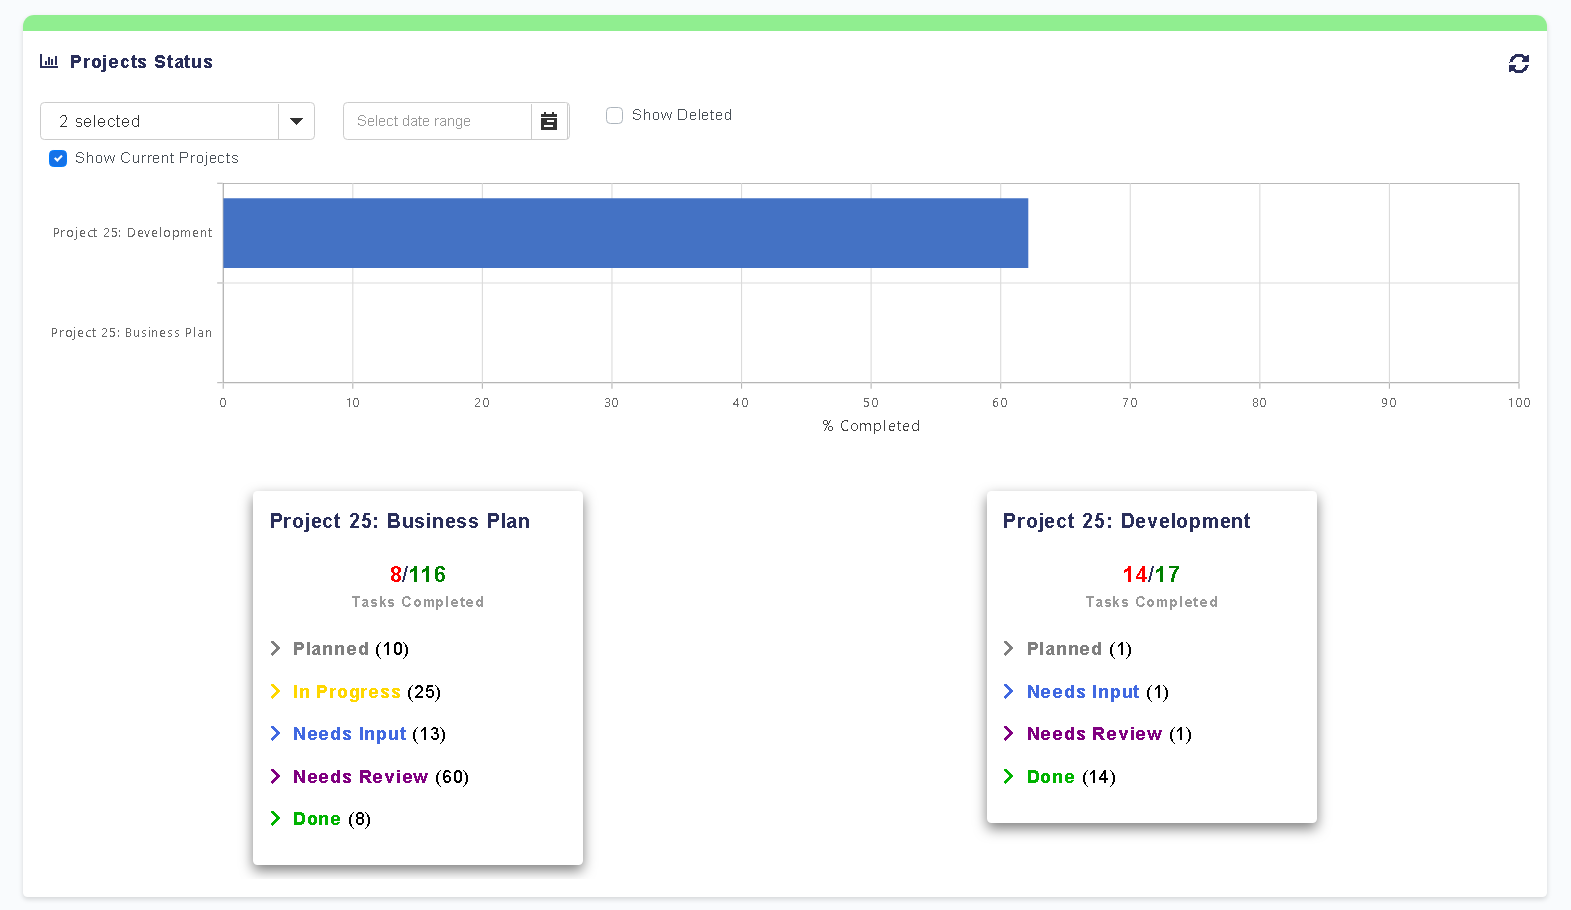 Projects Status
2 selected
Select date range
Show Deleted
Show Current Projects
Project 25: Development
Project 25: Business Plan
0 10 20 30 40 50 60 70 80 90 100
% Completed
Project 25: Business Plan
8/116
Tasks Completed
Planned (10)
In Progress (25)
Needs Input (13)
Needs Review (60)
Done (8)
Project 25: Development
14/17
Tasks Completed
Planned (1)
Needs Input (1)
Needs Review (1)
Done (14)